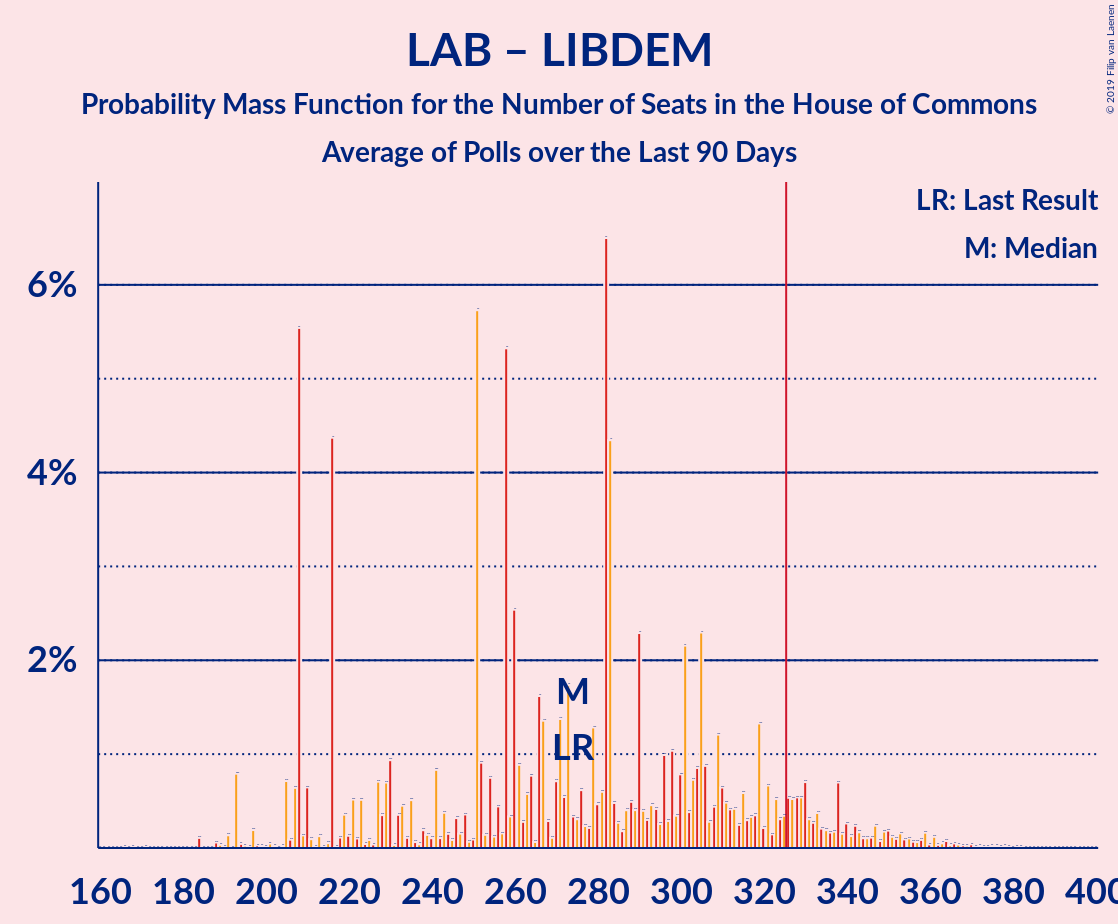 LAB – LIBDEM
Probability Mass Function for the Number of Seats in the House of Commons
Average of Polls over the Last 90 Days
© 2019 Filip van Laenen
LR: Last Result
M: Median
6%
4%
2%
M
LR
160 180 200 220 240 260 280 300 320 340 360 380 400